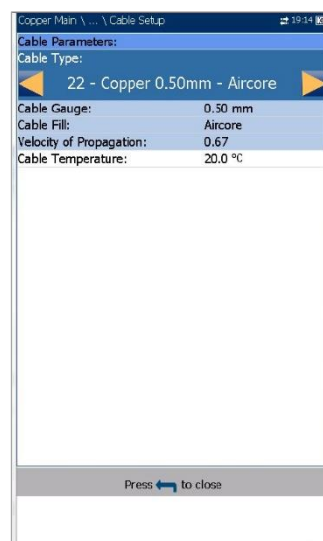 Copper Main \ ... \ Cable Setup 19:14
Cable Parameters:
Cable Type:
22 - Copper 0.50mm - Aircore
Cable Gauge: 0.50 mm
Cable Fill: Aircore
Velocity of Propagation: 0.67
Cable Temperature: 20.0 °C
Press to close